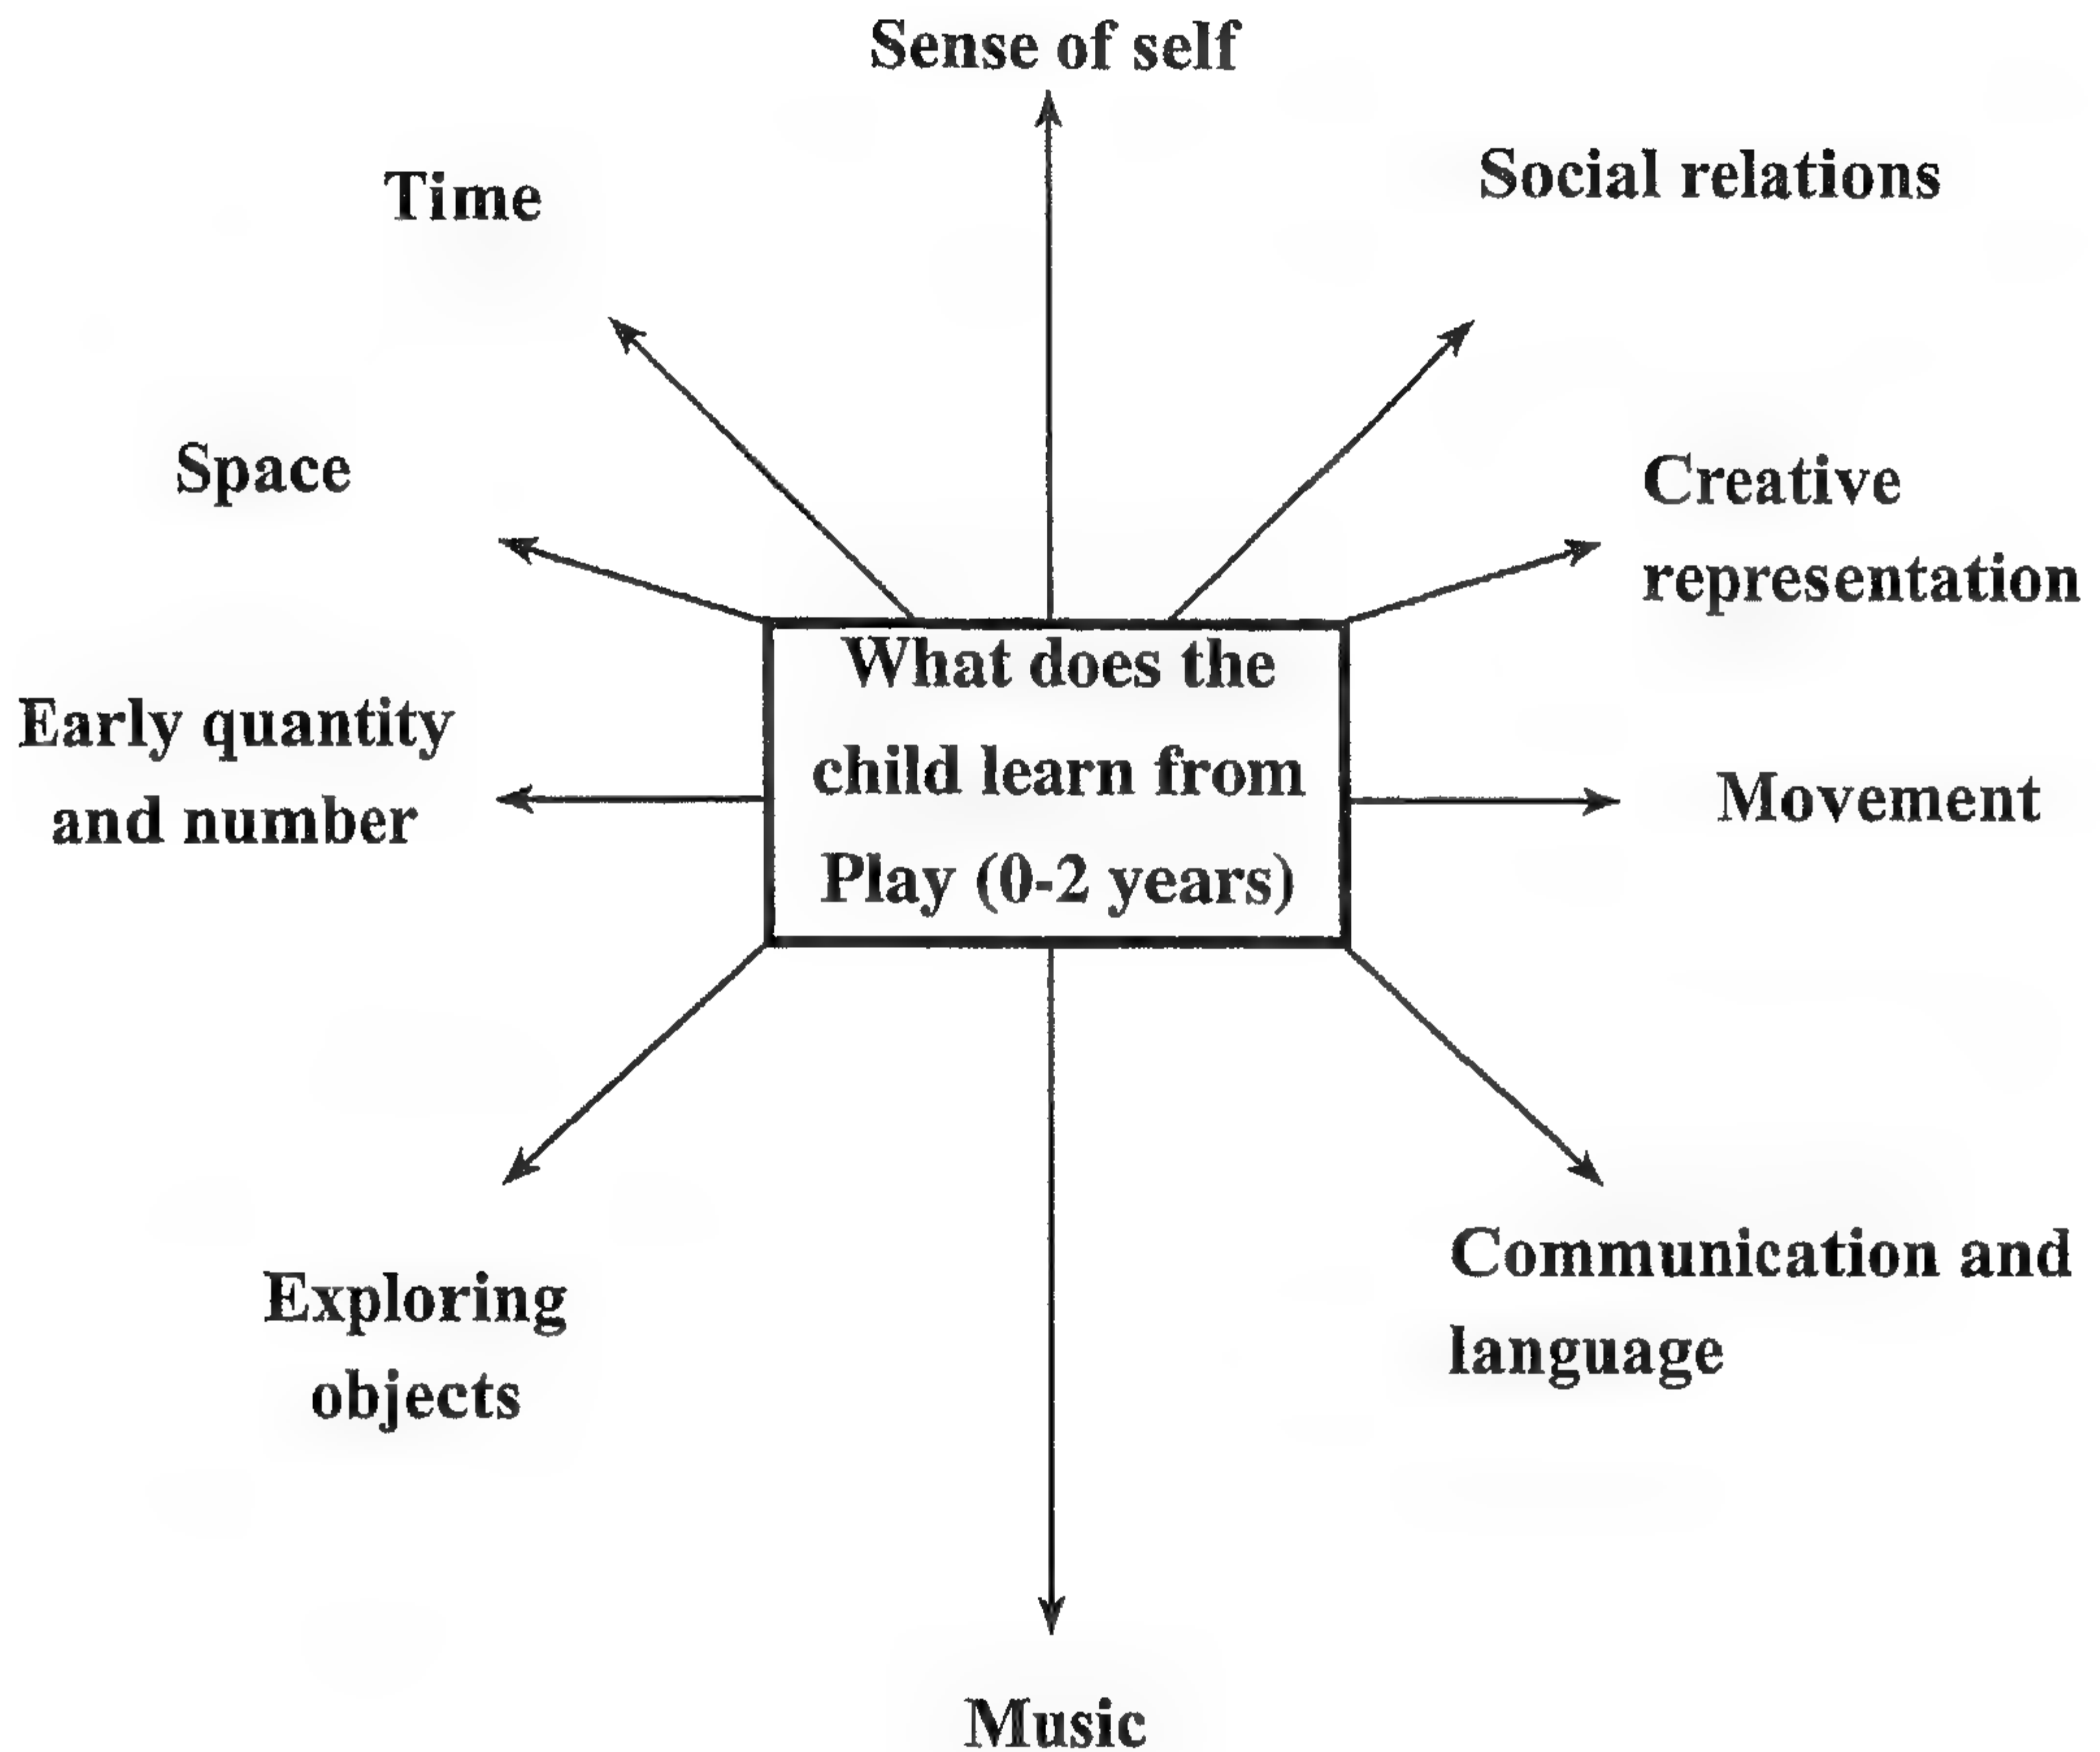 Sense of self
Time
Social relations
Space
Creative
representation
What does the
child learn from
Play (0-2 years)
Early quantity
and number
Movement
Exploring
objects
Communication and
language
Music